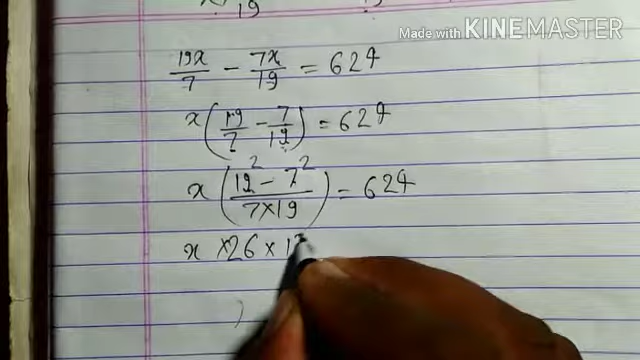 Made with KINEMASTER
19
19x/7 - 7x/19 = 624
x(19/7 - 7/19) = 624
x(19² - 7²/7×19) = 624
x ×26 × 1